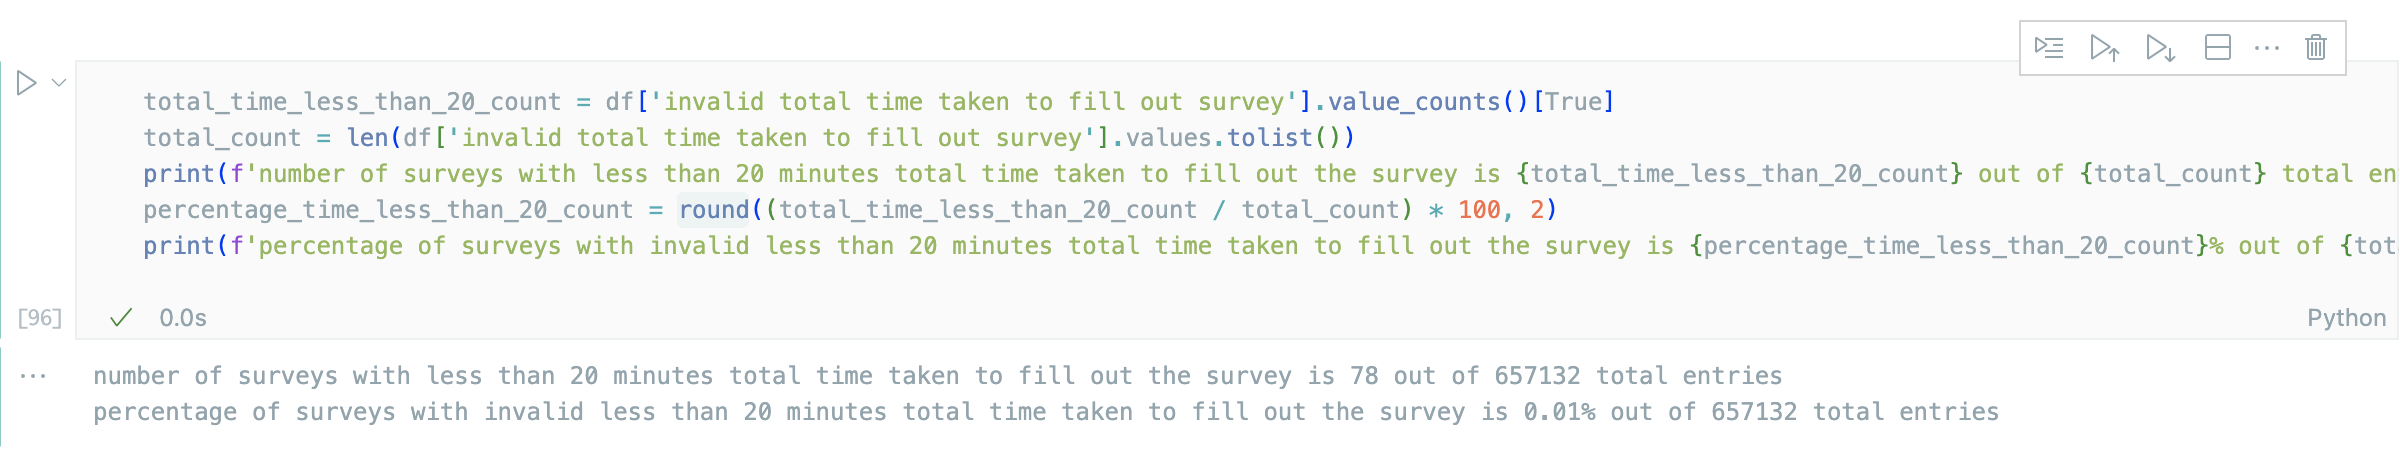 total_time_less_than_20_count = df['invalid total time taken to fill out survey'].value_counts()[True]
total_count = len(df['invalid total time taken to fill out survey'].values.tolist())
print(f'number of surveys with less than 20 minutes total time taken to fill out the survey is {total_time_less_than_20_count} out of {total_count} total en
percentage_time_less_than_20_count = round((total_time_less_than_20_count / total_count) * 100, 2)
print(f'percentage of surveys with invalid less than 20 minutes total time taken to fill out the survey is {percentage_time_less_than_20_count}% out of {tot
[96] 0.0s Python
number of surveys with less than 20 minutes total time taken to fill out the survey is 78 out of 657132 total entries
percentage of surveys with invalid less than 20 minutes total time taken to fill out the survey is 0.01% out of 657132 total entries